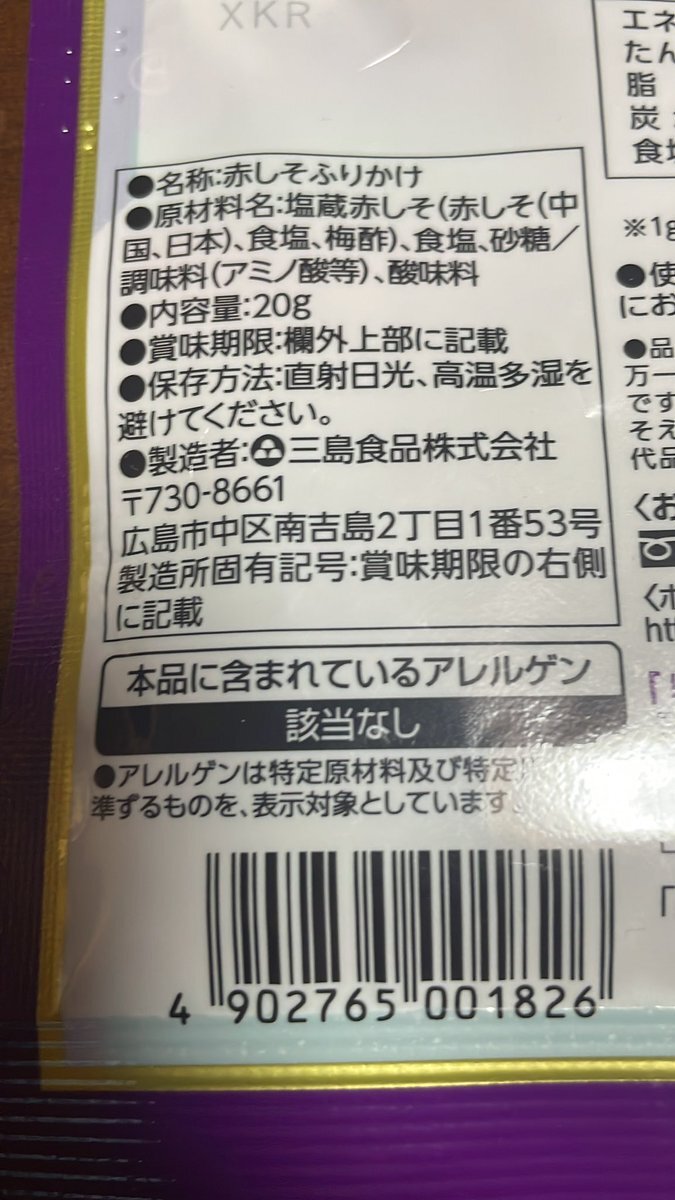 XKR
●名称:赤しそふりかけ
●原材料名:塩蔵赤しそ(赤しそ(中
国、日本)、食塩、梅酢)、食塩、砂糖／
調味料(アミノ酸等)、酸味料
●内容量:20g
●賞味期限:欄外上部に記載
●保存方法:直射日光、高温多湿を
避けてください。
●製造者:三島食品株式会社
〒730-8661
広島市中区南吉島2丁目1番53号
製造所固有記号:賞味期限の右側
に記載
本品に含まれているアレルゲン
該当なし
●アレルゲンは特定原材料及び特定
準ずるものを、表示対象としています
4 902765 001826
エネ
たん
脂
炭
食塩
※1g
●使
にお
●品
万一
です
そえ
代品
〈お
〈ホ
htt